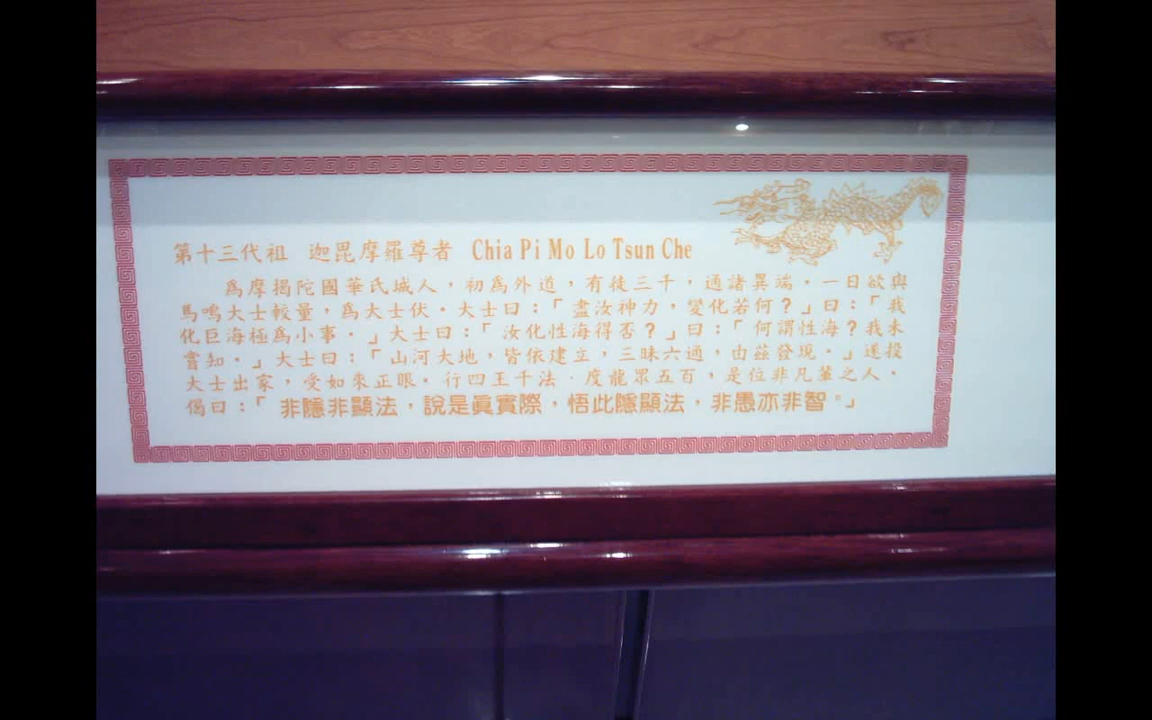 第十三代祖 迦毘摩羅尊者 Chia Pi Mo Lo Tsun Che
爲摩揭陀國華氏城人，初爲外道，有徒三千，通諸異端，一日欲與
馬鳴大士較量，爲大士伏。大士曰：「盡汝神力，變化若何？」曰：「我
化巨海極爲小事。」大士曰：「汝化性海得否？」曰：「何謂性海？我未
嘗知。」大士曰：「山河大地，皆依建立，三昧六通，由茲發現。」遂投
大士出家，受如來正眼。行四王千法．度龍眾五百，是位非凡輩之人。
偈曰：「非隱非顯法，說是眞實際，悟此隱顯法，非愚亦非智。」